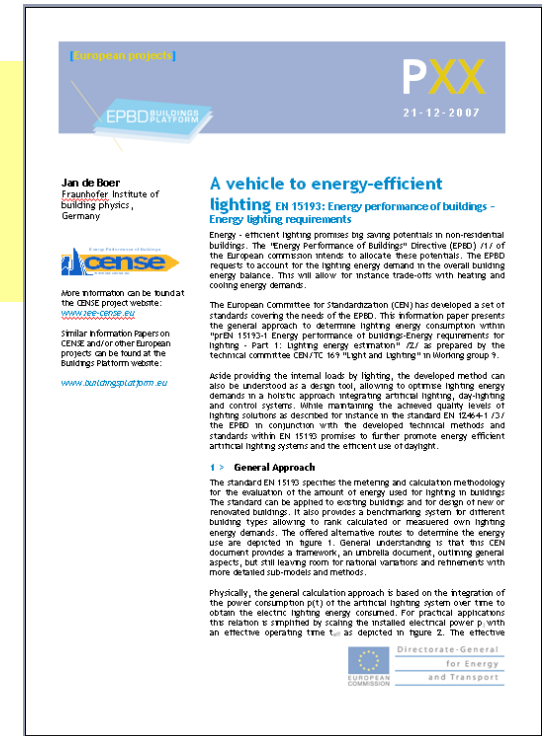 [European projects]
PXX
21-12-2007
EPBD BUILDINGS
PLATFORM
Jan de Boer
Fraunhofer Institute of
building physics,
Germany
Energy Performance of Buildings
cense
More information can be found at
the CENSE project website:
www.iee-cense.eu
Similar Information Papers on
CENSE and/or other European
projects can be found at the
Buildings Platform website:
www.buildingsplatform.eu
A vehicle to energy-efficient
lighting EN 15193: Energy performance of buildings –
Energy lighting requirements
Energy - efficient lighting promises big saving potentials in non-residential
buildings. The "Energy Performance of Buildings" Directive (EPBD) /1/ of
the European commission intends to allocate these potentials. The EPBD
requests to account for the lighting energy demand in the overall building
energy balance. This will allow for instance trade-offs with heating and
cooling energy demands.
The European Committee for Standardization (CEN) has developed a set of
standards covering the needs of the EPBD. This information paper presents
the general approach to determine lighting energy consumption within
"prEN 15193-1 Energy performance of buildings-Energy requirements for
lighting - Part 1: Lighting energy estimation" /2/ as prepared by the
technical committee CEN/TC 169 "Light and Lighting" in Working group 9.
Aside providing the internal loads by lighting, the developed method can
also be understood as a design tool, allowing to optimise lighting energy
demands in a holistic approach integrating artificial lighting, day-lighting
and control systems. While maintaining the achieved quality levels of
lighting solutions as described for instance in the standard EN 12464-1 /3/
the EPBD in conjunction with the developed technical methods and
standards within EN 15193 promises to further promote energy efficient
artificial lighting systems and the efficient use of daylight.
1 > General Approach
The standard EN 15193 specifies the metering and calculation methodology
for the evaluation of the amount of energy used for lighting in buildings
The standard can be applied to existing buildings and for design of new or
renovated buildings. It also provides a benchmarking system for different
building types allowing to rank calculated or measuered own lighting
energy demands. The offered alternative routes to determine the energy
use are depicted in figure 1. General understanding is that this CEN
document provides a framework, an umbrella document, outlining general
aspects, but still leaving room for national variations and refinements with
more detailed sub-models and methods.
Physically, the general calculation approach is based on the integration of
the power consumption p(t) of the artificial lighting system over time to
obtain the electric lighting energy consumed. For practical applications
this relation is simplified by scaling the installed electrical power p with
an effective operating time t as depicted in figure 2. The effective
EUROPEAN
COMMISSION
Directorate-General
for Energy
and Transport